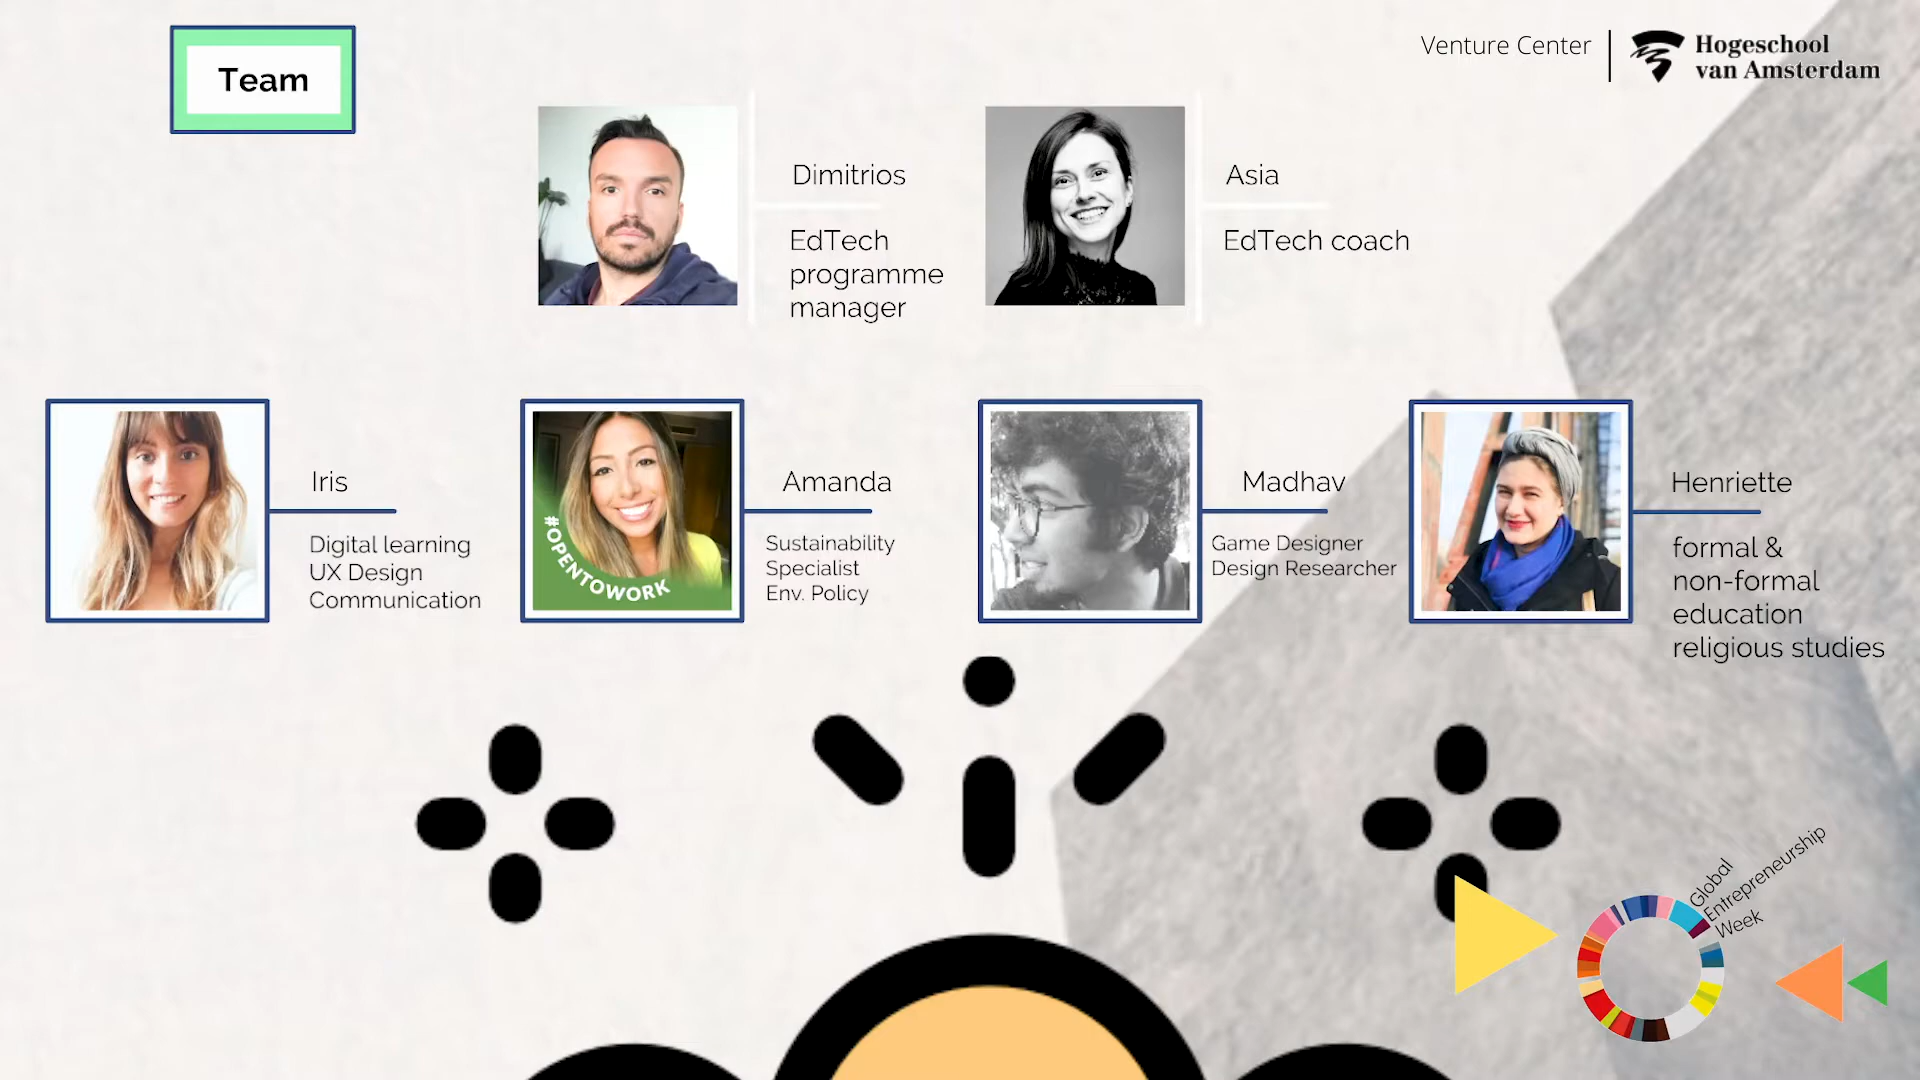 Team
Venture Center
Hogeschool
van Amsterdam
Dimitrios
EdTech
programme
manager
Asia
EdTech coach
Iris
Digital learning
UX Design
Communication
#OPENTOWORK
Amanda
Sustainability
Specialist
Env. Policy
Madhav
Game Designer
Design Researcher
Henriette
formal &
non-formal
education
religious studies
Global
Entrepreneurship
Week